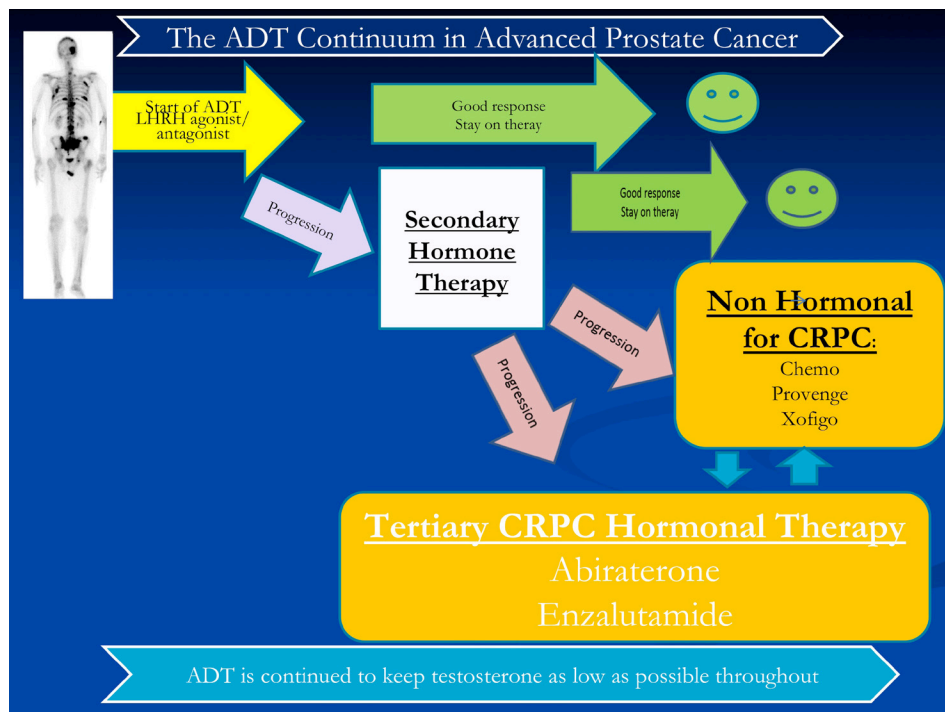 The ADT Continuum in Advanced Prostate Cancer
Start of ADT
LHRH agonist/
antagonist
Good response
Stay on theray
Progression
Secondary
Hormone
Therapy
Good response
Stay on theray
Progression
Progression
Non Hormonal
for CRPC:
Chemo
Provenge
Xofigo
Tertiary CRPC Hormonal Therapy
Abiraterone
Enzalutamide
ADT is continued to keep testosterone as low as possible throughout